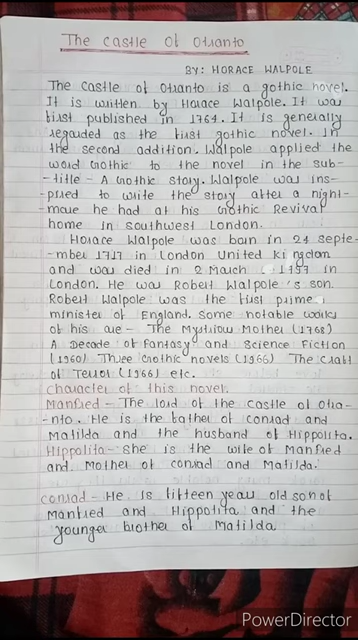 The Castle of Otranto
BY: HORACE WALPOLE
The Castle of Otranto is a gothic novel.
It is written by Horace Walpole. It was
first published in 1764. It is generally
regarded as the first gothic novel. In
the second addition. Walpole applied the
word Gothic to the novel in the sub-
-title - A Gothic Story. Walpole was ins-
-pired to write the story after a night-
-mare he had at his Gothic Revival
home in southwest London.
Horace Walpole was born in 24 Septe-
-mber 1717 in London United Kingdom
and was died in 2 March 1797 in
London. He was Robert Walpole's son.
Robert Walpole was the first prime
minister of England. Some notable works
of his are - The Mystrious Mother (1768)
A Decade of Fantasy and Science Fiction
(1960) Three Gothic novels (1966) The Craft
of Terror (1966) etc.
character of this novel.
Manfred - The lord of the castle of Otra-
-nto. He is the father of conrad and
Matilda and the husband of Hippolita.
Hippolita - she is the wife of Manfred
and. Mother of conrad and Matilda.
conrad - He is fifteen year old son of
Manfred and Hippolita and the
younger brother of Matilda
PowerDirector